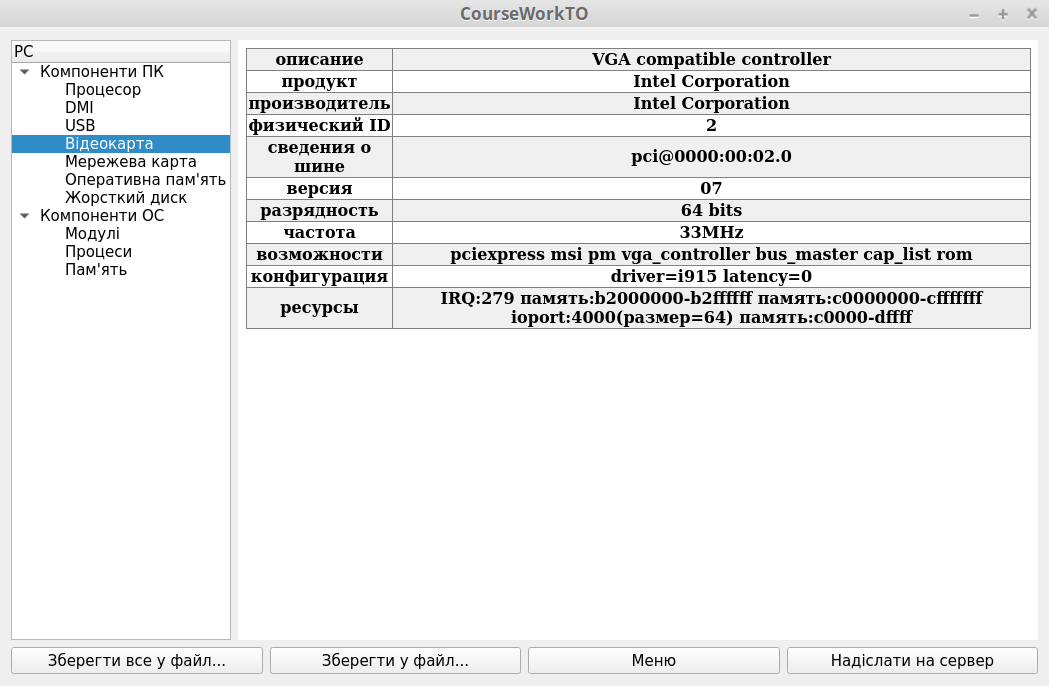 CourseWorkTO
PC
Компоненти ПК
Процесор
DMI
USB
Відеокарта
Мережева карта
Оперативна пам'ять
Жорсткий диск
Компоненти ОС
Модулі
Процеси
Пам'ять
описание VGA compatible controller
продукт Intel Corporation
производитель Intel Corporation
физический ID 2
сведения о шине pci@0000:00:02.0
версия 07
разрядность 64 bits
частота 33MHz
возможности pciexpress msi pm vga_controller bus_master cap_list rom
конфигурация driver=i915 latency=0
ресурсы IRQ:279 память:b2000000-b2ffffff память:c0000000-cfffffff
ioport:4000(размер=64) память:c0000-dffff
Зберегти все у файл... Зберегти у файл... Меню Надіслати на сервер